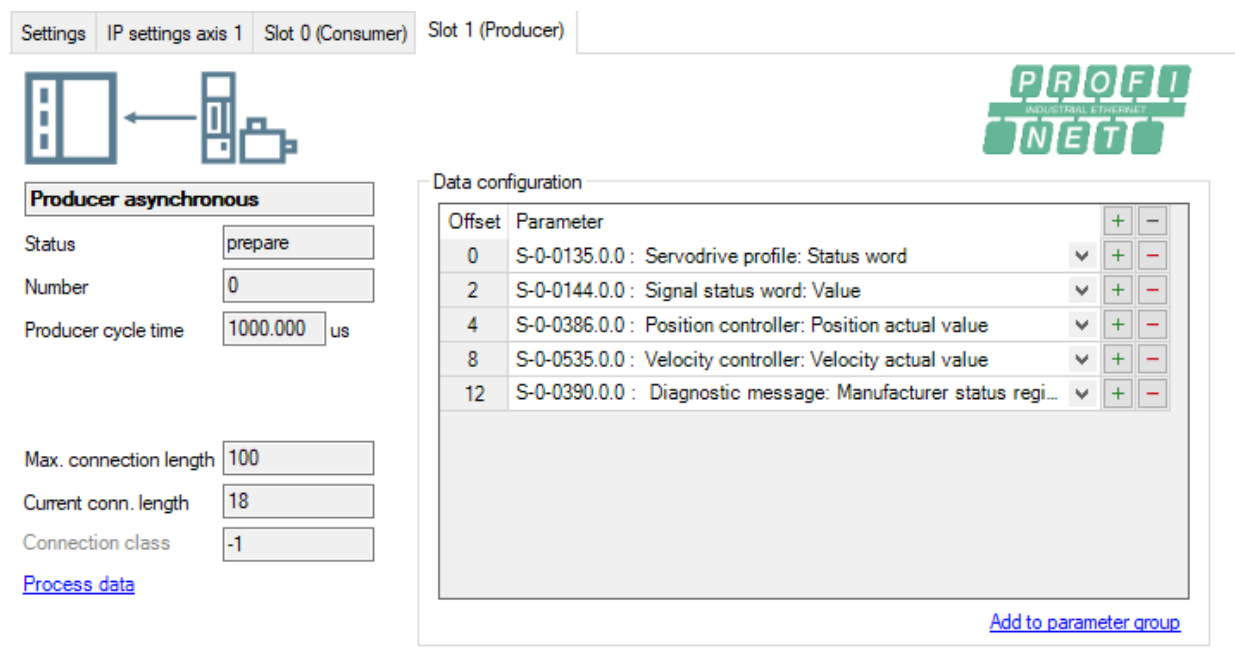 Settings IP settings axis 1 Slot 0 (Consumer) Slot 1 (Producer)
PROFI
INDUSTRIAL ETHERNET
NET
Producer asynchronous
Status prepare
Number 0
Producer cycle time 1000.000 us
Max. connection length 100
Current conn. length 18
Connection class -1
Process data
Data configuration
Offset Parameter + −
0 S-0-0135.0.0 : Servodrive profile: Status word + −
2 S-0-0144.0.0 : Signal status word: Value + −
4 S-0-0386.0.0 : Position controller: Position actual value + −
8 S-0-0535.0.0 : Velocity controller: Velocity actual value + −
12 S-0-0390.0.0 : Diagnostic message: Manufacturer status regi... + −
Add to parameter group